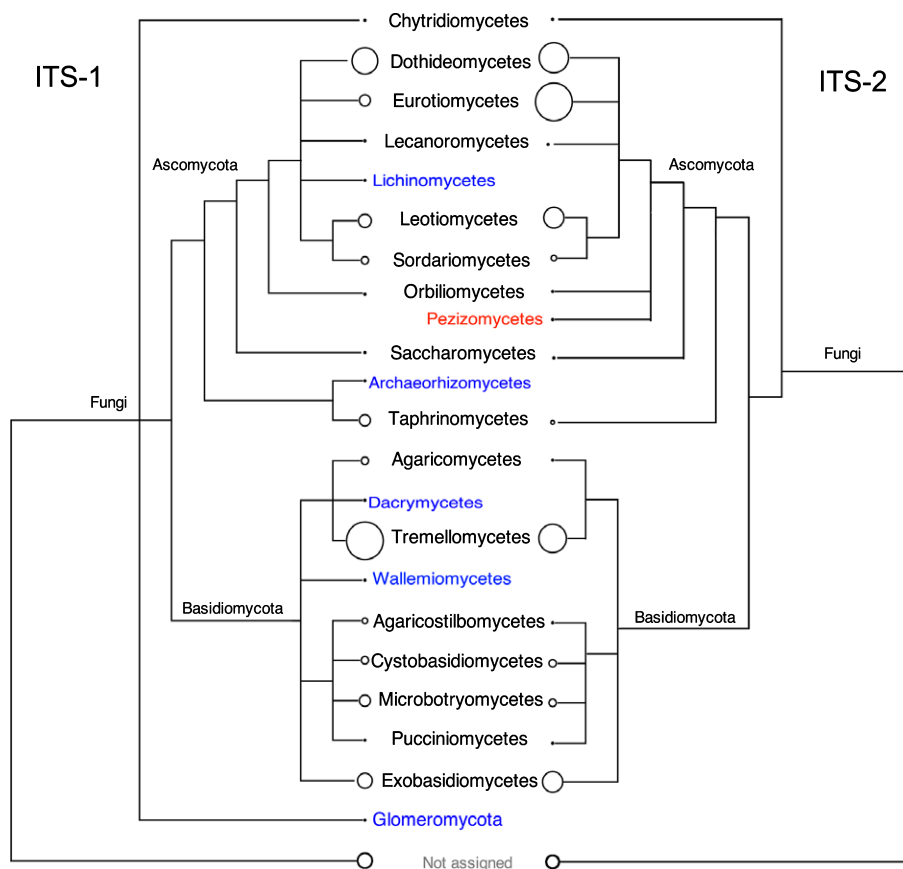 Chytridiomycetes
ITS-1
ITS-2
Dothideomycetes
Eurotiomycetes
Lecanoromycetes
Ascomycota
Ascomycota
Lichinomycetes
Leotiomycetes
Sordariomycetes
Orbiliomycetes
Pezizomycetes
Saccharomycetes
Fungi
Archaeorhizomycetes
Fungi
Taphrinomycetes
Agaricomycetes
Dacrymycetes
Tremellomycetes
Wallemiomycetes
Basidiomycota
Basidiomycota
Agaricostilbomycetes
Cystobasidiomycetes
Microbotryomycetes
Pucciniomycetes
Exobasidiomycetes
Glomeromycota
Not assigned